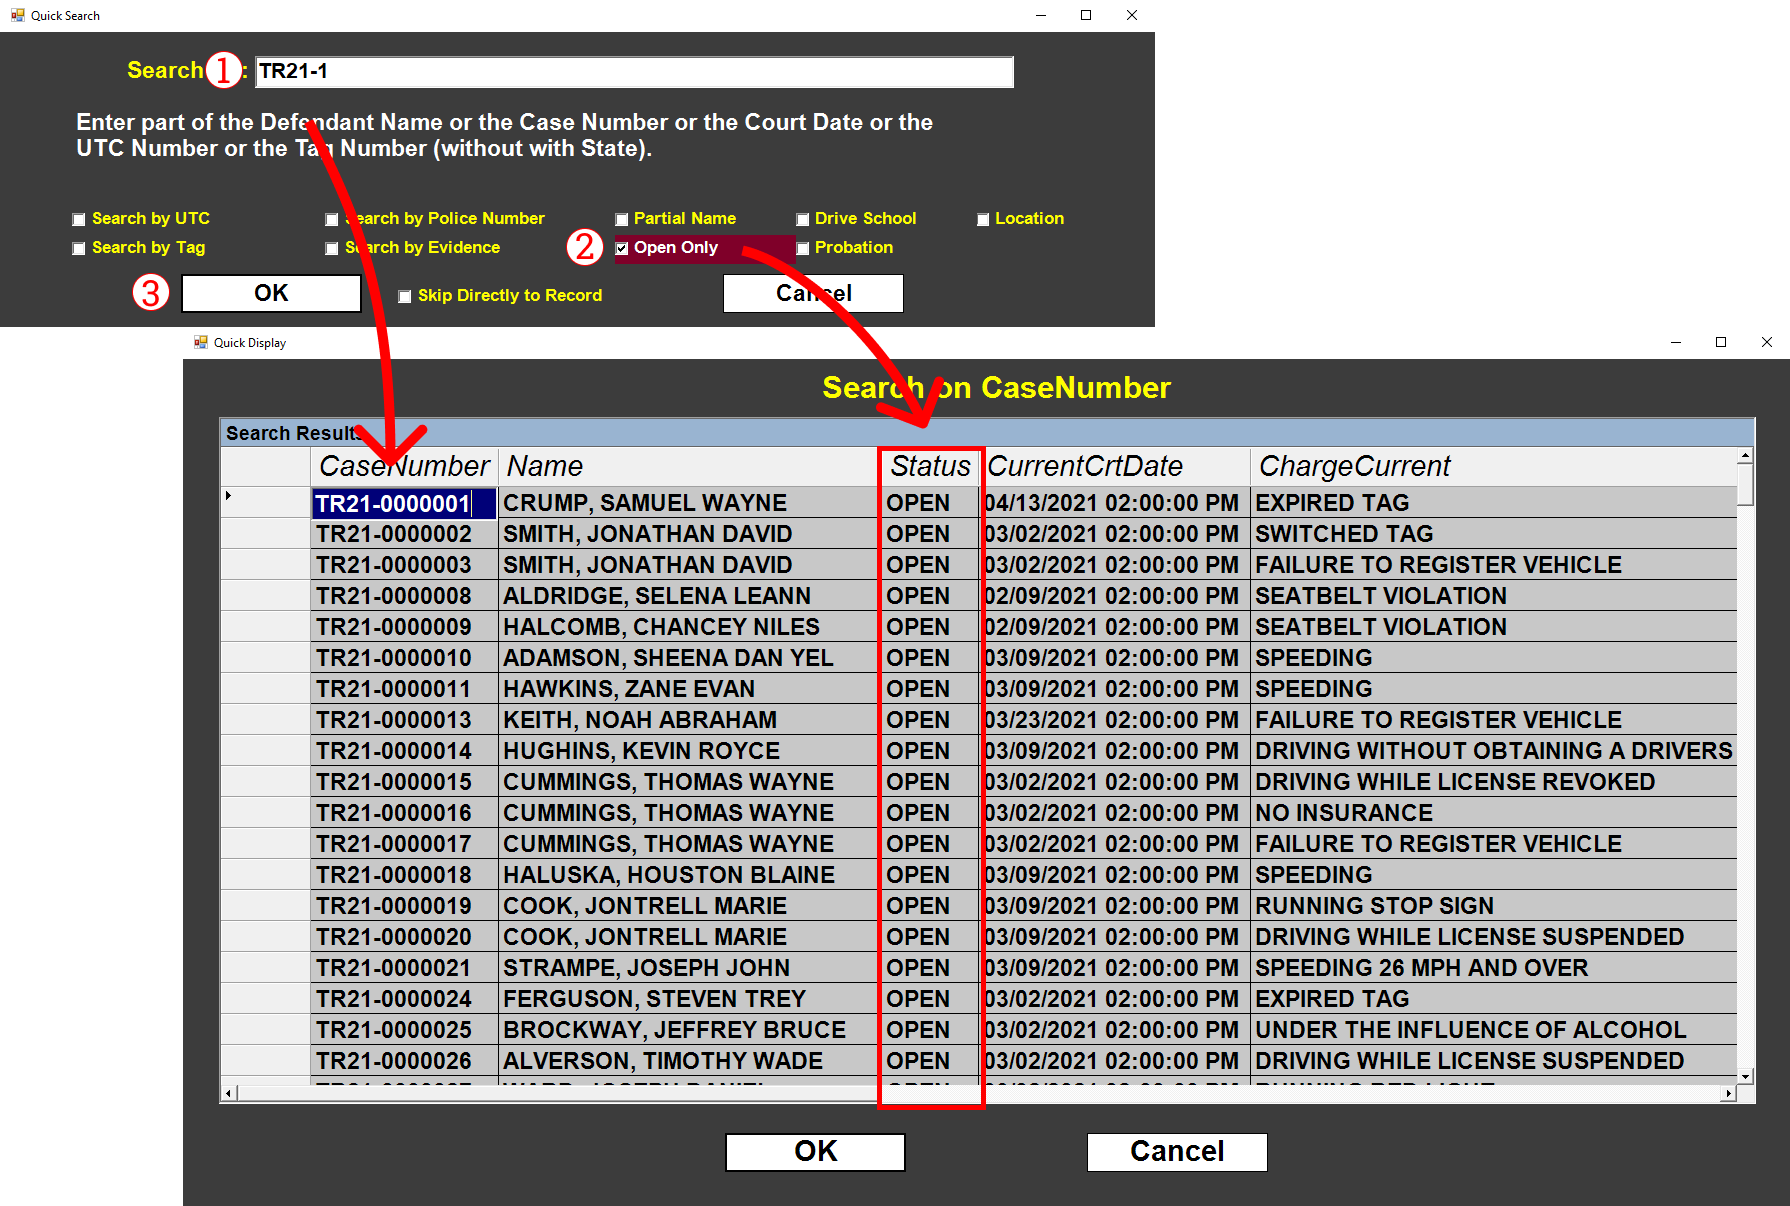 Quick Search
Search 1 : TR21-1
Enter part of the Defendant Name or the Case Number or the Court Date or the
UTC Number or the Tag Number (without with State).
Search by UTC Search by Police Number Partial Name Drive School Location
Search by Tag Search by Evidence 2 Open Only Probation
3 OK Skip Directly to Record Cancel
Quick Display
Search on CaseNumber
Search Results
CaseNumber Name Status CurrentCrtDate ChargeCurrent
TR21-0000001 CRUMP, SAMUEL WAYNE OPEN 04/13/2021 02:00:00 PM EXPIRED TAG
TR21-0000002 SMITH, JONATHAN DAVID OPEN 03/02/2021 02:00:00 PM SWITCHED TAG
TR21-0000003 SMITH, JONATHAN DAVID OPEN 03/02/2021 02:00:00 PM FAILURE TO REGISTER VEHICLE
TR21-0000008 ALDRIDGE, SELENA LEANN OPEN 02/09/2021 02:00:00 PM SEATBELT VIOLATION
TR21-0000009 HALCOMB, CHANCEY NILES OPEN 02/09/2021 02:00:00 PM SEATBELT VIOLATION
TR21-0000010 ADAMSON, SHEENA DAN YEL OPEN 03/09/2021 02:00:00 PM SPEEDING
TR21-0000011 HAWKINS, ZANE EVAN OPEN 03/09/2021 02:00:00 PM SPEEDING
TR21-0000013 KEITH, NOAH ABRAHAM OPEN 03/23/2021 02:00:00 PM FAILURE TO REGISTER VEHICLE
TR21-0000014 HUGHINS, KEVIN ROYCE OPEN 03/09/2021 02:00:00 PM DRIVING WITHOUT OBTAINING A DRIVERS
TR21-0000015 CUMMINGS, THOMAS WAYNE OPEN 03/02/2021 02:00:00 PM DRIVING WHILE LICENSE REVOKED
TR21-0000016 CUMMINGS, THOMAS WAYNE OPEN 03/02/2021 02:00:00 PM NO INSURANCE
TR21-0000017 CUMMINGS, THOMAS WAYNE OPEN 03/02/2021 02:00:00 PM FAILURE TO REGISTER VEHICLE
TR21-0000018 HALUSKA, HOUSTON BLAINE OPEN 03/09/2021 02:00:00 PM SPEEDING
TR21-0000019 COOK, JONTRELL MARIE OPEN 03/09/2021 02:00:00 PM RUNNING STOP SIGN
TR21-0000020 COOK, JONTRELL MARIE OPEN 03/09/2021 02:00:00 PM DRIVING WHILE LICENSE SUSPENDED
TR21-0000021 STRAMPE, JOSEPH JOHN OPEN 03/09/2021 02:00:00 PM SPEEDING 26 MPH AND OVER
TR21-0000024 FERGUSON, STEVEN TREY OPEN 03/02/2021 02:00:00 PM EXPIRED TAG
TR21-0000025 BROCKWAY, JEFFREY BRUCE OPEN 03/02/2021 02:00:00 PM UNDER THE INFLUENCE OF ALCOHOL
TR21-0000026 ALVERSON, TIMOTHY WADE OPEN 03/02/2021 02:00:00 PM DRIVING WHILE LICENSE SUSPENDED
OK Cancel